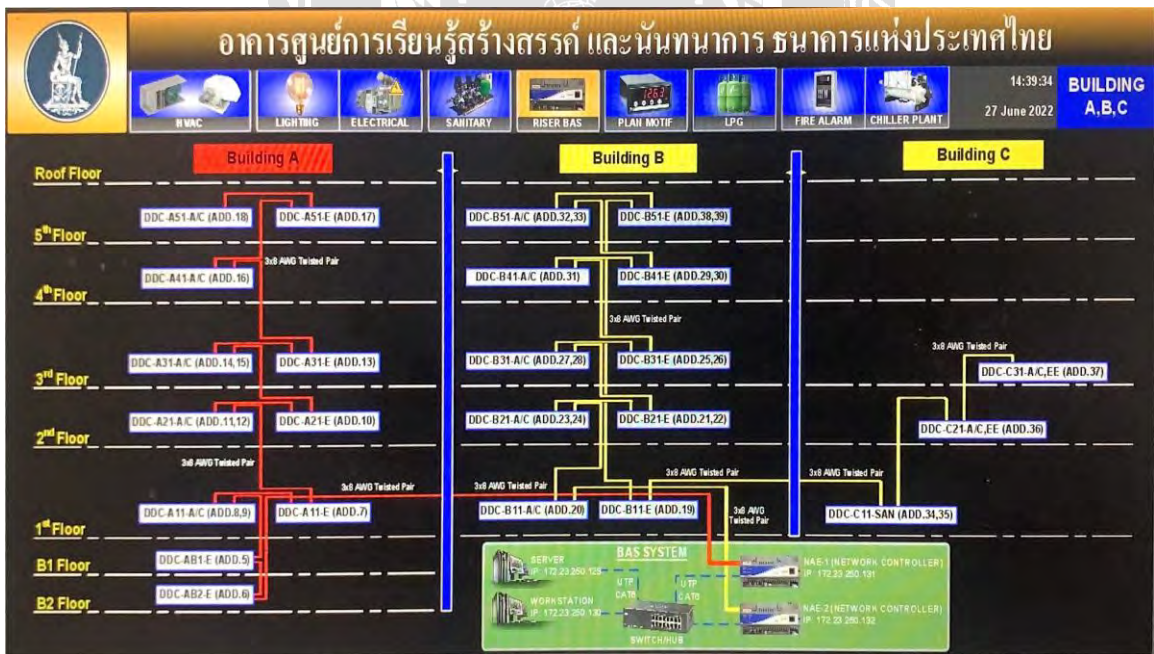 อาคารศูนย์การเรียนรู้สร้างสรรค์ และนันทนาการ ธนาคารแห่งประเทศไทย
HVAC
LIGHTING
ELECTRICAL
SANITARY
RISER BAS
PLAN MOTIF
LPG
FIRE ALARM
CHILLER PLANT
14:39:34
27 June 2022
BUILDING
A,B,C
Building A
Building B
Building C
Roof Floor
DDC-A51-A/C (ADD.18)
DDC-A51-E (ADD.17)
DDC-B51-A/C (ADD.32,33)
DDC-B51-E (ADD.38,39)
5th Floor
3x8 AWG Twisted Pair
DDC-A41-A/C (ADD.16)
DDC-B41-A/C (ADD.31)
DDC-B41-E (ADD.29,30)
4th Floor
3x8 AWG Twisted Pair
3x8 AWG Twisted Pair
DDC-A31-A/C (ADD.14,15)
DDC-A31-E (ADD.13)
DDC-B31-A/C (ADD.27,28)
DDC-B31-E (ADD.25,26)
DDC-C31-A/C,EE (ADD.37)
3rd Floor
DDC-A21-A/C (ADD.11,12)
DDC-A21-E (ADD.10)
DDC-B21-A/C (ADD.23,24)
DDC-B21-E (ADD.21,22)
DDC-C21-A/C,EE (ADD.36)
2nd Floor
3x8 AWG Twisted Pair
3x8 AWG Twisted Pair
3x8 AWG Twisted Pair
3x8 AWG Twisted Pair
3x8 AWG Twisted Pair
DDC-A11-A/C (ADD.8,9)
DDC-A11-E (ADD.7)
DDC-B11-A/C (ADD.20)
DDC-B11-E (ADD.19)
3x8 AWG
Twisted Pair
DDC-C11-SAN (ADD.34,35)
1st Floor
DDC-AB1-E (ADD.5)
B1 Floor
DDC-AB2-E (ADD.6)
B2 Floor
BAS SYSTEM
SERVER
IP :172.23.250.125
UTP
CAT6
UTP
CAT6
NAE-1 (NETWORK CONTROLLER)
IP :172.23.250.131
WORKSTATION
IP :172.23.250.130
SWITCH/HUB
NAE-2 (NETWORK CONTROLLER)
IP :172.23.250.132